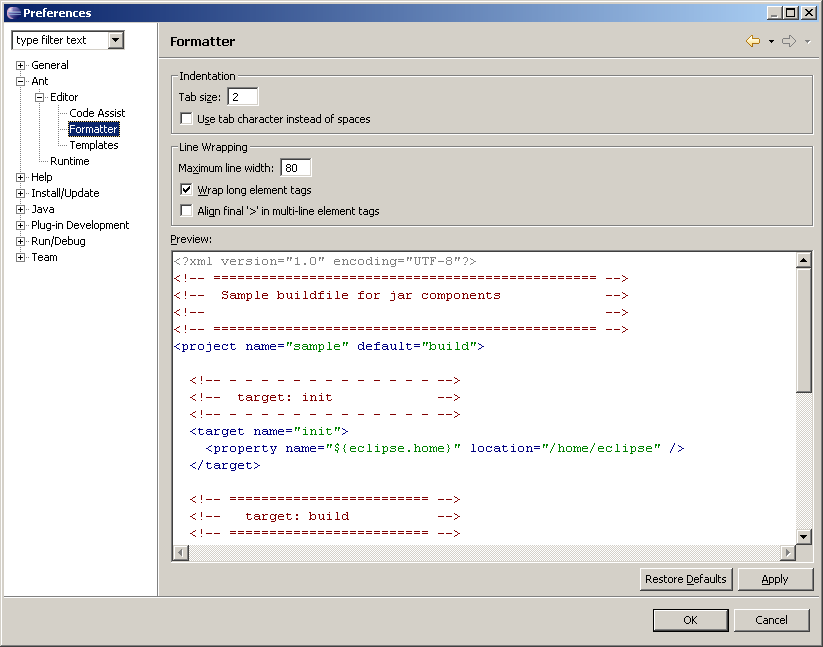 Preferences
type filter text
General
Ant
Editor
Code Assist
Formatter
Templates
Runtime
Help
Install/Update
Java
Plug-in Development
Run/Debug
Team
Formatter
Indentation
Tab size: 2
Use tab character instead of spaces
Line Wrapping
Maximum line width: 80
Wrap long element tags
Align final '>' in multi-line element tags
Preview:
<?xml version="1.0" encoding="UTF-8"?>
<!-- ================================================ -->
<!--  Sample buildfile for jar components             -->
<!--                                                  -->
<!-- ================================================ -->
<project name="sample" default="build">
  <!-- - - - - - - - - - - - - - -->
  <!--  target: init             -->
  <!-- - - - - - - - - - - - - - -->
  <target name="init">
    <property name="${eclipse.home}" location="/home/eclipse" />
  </target>
  <!-- ========================= -->
  <!--   target: build           -->
  <!-- ========================= -->
Restore Defaults
Apply
OK
Cancel